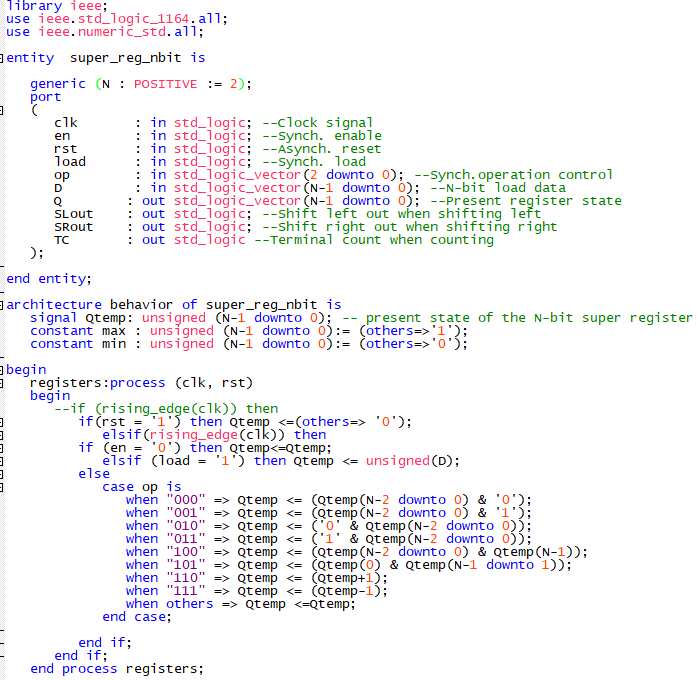 library ieee;
use ieee.std_logic_1164.all;
use ieee.numeric_std.all;
entity  super_reg_nbit is
generic (N : POSITIVE := 2);
port
(
clk       : in std_logic; --Clock signal
en        : in std_logic; --Synch. enable
rst       : in std_logic; --Asynch. reset
load      : in std_logic; --Synch. load
op        : in std_logic_vector(2 downto 0); --Synch.operation control
D         : in std_logic_vector(N-1 downto 0); --N-bit load data
Q        : out std_logic_vector(N-1 downto 0); --Present register state
SLout    : out std_logic; --Shift left out when shifting left
SRout    : out std_logic; --Shift right out when shifting right
TC       : out std_logic --Terminal count when counting
);
end entity;
architecture behavior of super_reg_nbit is
signal Qtemp: unsigned (N-1 downto 0); -- present state of the N-bit super register
constant max : unsigned (N-1 downto 0):= (others=>'1');
constant min : unsigned (N-1 downto 0):= (others=>'0');
begin
registers:process (clk, rst)
begin
--if (rising_edge(clk)) then
if(rst = '1') then Qtemp <=(others=> '0');
elsif(rising_edge(clk)) then
if (en = '0') then Qtemp<=Qtemp;
elsif (load = '1') then Qtemp <= unsigned(D);
else
case op is
when "000" => Qtemp <= (Qtemp(N-2 downto 0) & '0');
when "001" => Qtemp <= (Qtemp(N-2 downto 0) & '1');
when "010" => Qtemp <= ('0' & Qtemp(N-2 downto 0));
when "011" => Qtemp <= ('1' & Qtemp(N-2 downto 0));
when "100" => Qtemp <= (Qtemp(N-2 downto 0) & Qtemp(N-1));
when "101" => Qtemp <= (Qtemp(0) & Qtemp(N-1 downto 1));
when "110" => Qtemp <= (Qtemp+1);
when "111" => Qtemp <= (Qtemp-1);
when others => Qtemp <=Qtemp;
end case;
end if;
end if;
end process registers;